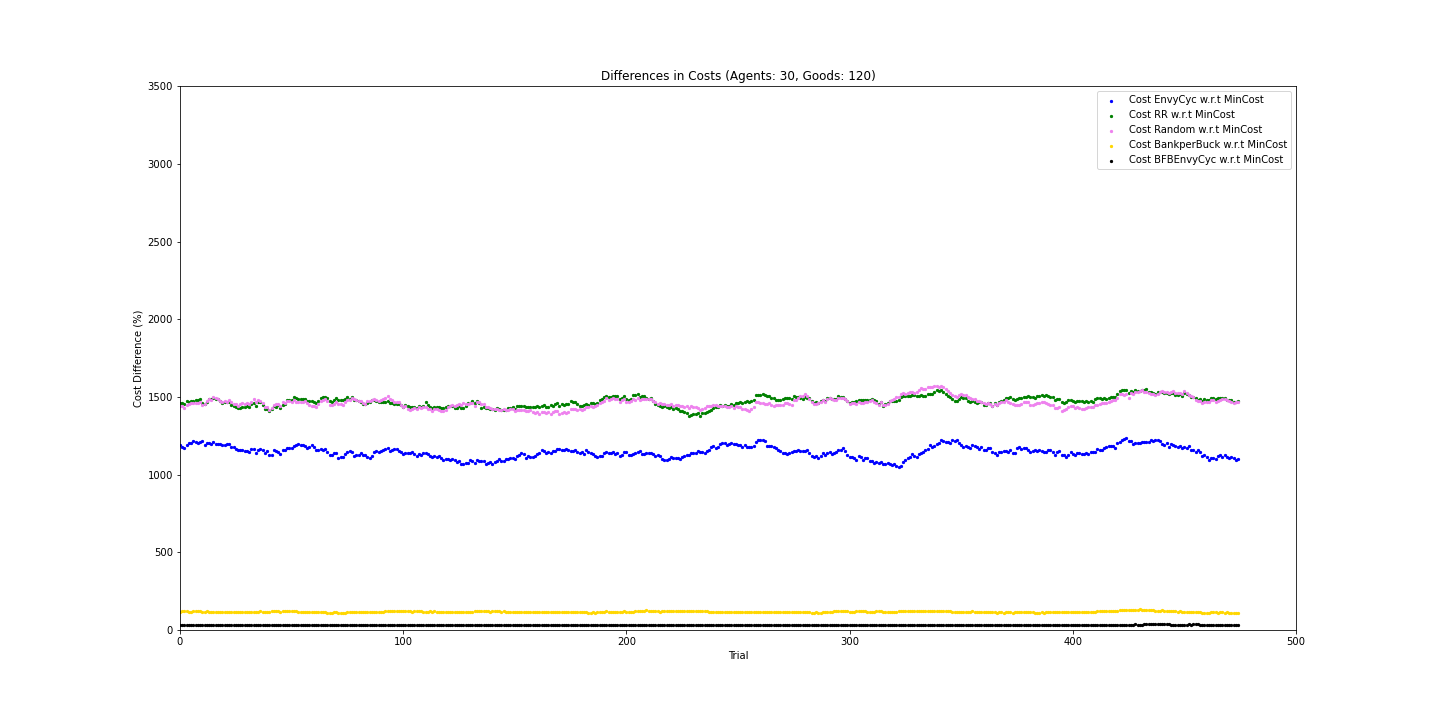 Differences in Costs (Agents: 30, Goods: 120)
3500
3000
2500
2000
1500
1000
500
0
Cost Difference (%)
Cost EnvyCyc w.r.t MinCost
Cost RR w.r.t MinCost
Cost Random w.r.t MinCost
Cost BankperBuck w.r.t MinCost
Cost BFBEnvyCyc w.r.t MinCost
0 100 200 300 400 500
Trial